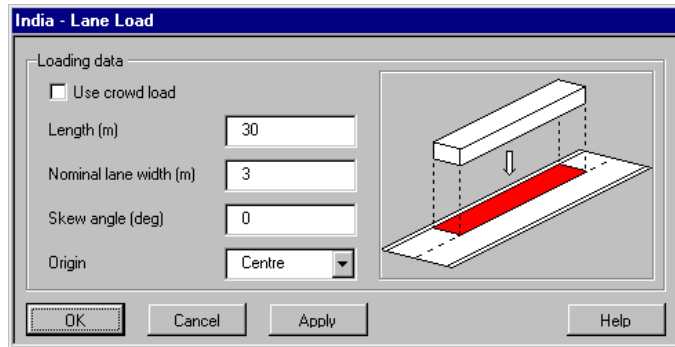 India - Lane Load
Loading data
Use crowd load
Length (m) 30
Nominal lane width (m) 3
Skew angle (deg) 0
Origin Centre
OK Cancel Apply Help